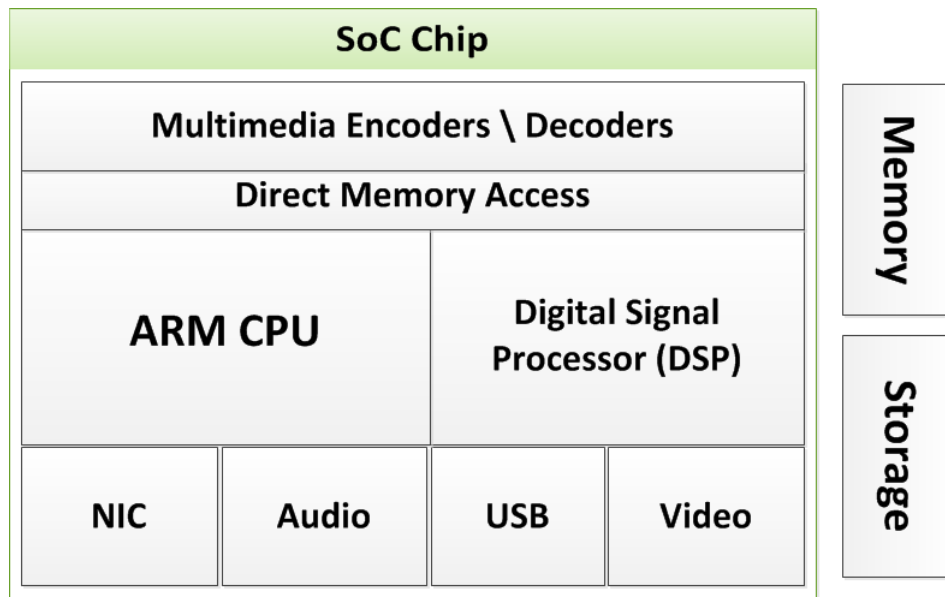 SoC Chip
Multimedia Encoders \ Decoders
Direct Memory Access
ARM CPU
Digital Signal
Processor (DSP)
NIC
Audio
USB
Video
Memory
Storage